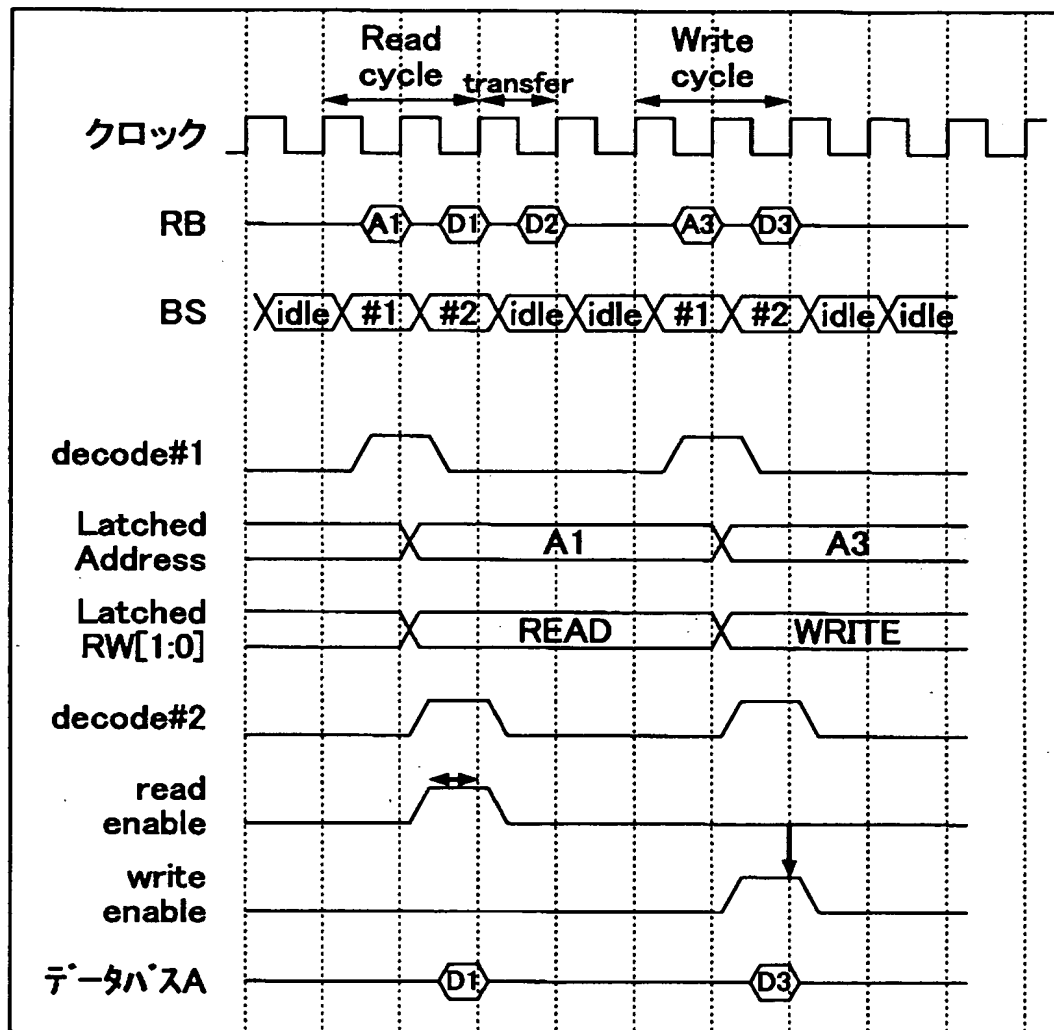 Read
cycle
transfer
Write
cycle
クロック
RB
A1 D1 D2 A3 D3
BS
idle #1 #2 idle idle #1 #2 idle idle
decode#1
Latched
Address
A1 A3
Latched
RW[1:0]
READ WRITE
decode#2
read
enable
write
enable
データバスA
D1 D3